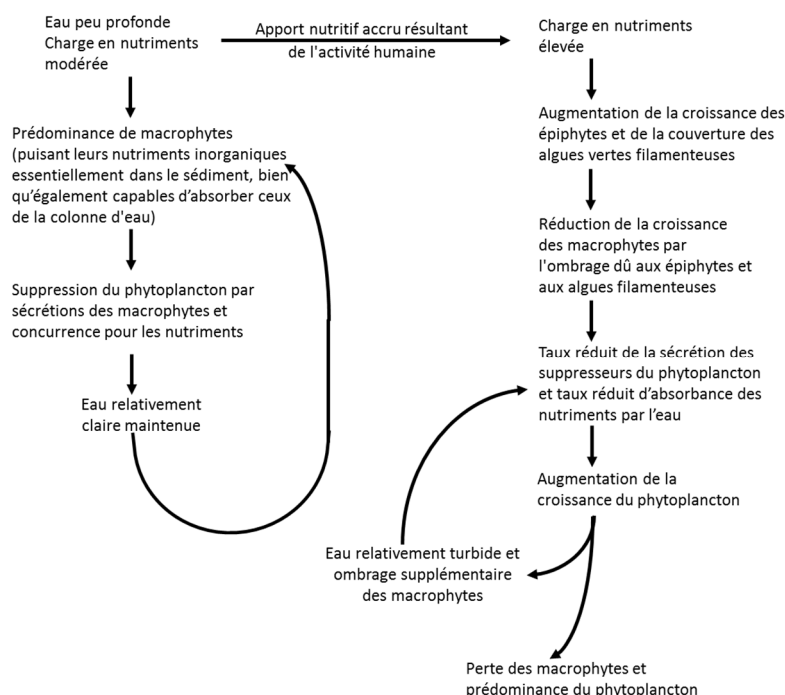 Eau peu profonde
Charge en nutriments
modérée
Apport nutritif accru résultant
de l'activité humaine
Charge en nutriments
élevée
Prédominance de macrophytes
(puisant leurs nutriments inorganiques
essentiellement dans le sédiment, bien
qu'également capables d'absorber ceux
de la colonne d'eau)
Suppression du phytoplancton par
sécrétions des macrophytes et
concurrence pour les nutriments
Eau relativement
claire maintenue
Augmentation de la croissance des
épiphytes et de la couverture des
algues vertes filamenteuses
Réduction de la croissance
des macrophytes par
l'ombrage dû aux épiphytes et
aux algues filamenteuses
Taux réduit de la sécrétion des
suppresseurs du phytoplancton
et taux réduit d'absorbance des
nutriments par l'eau
Augmentation de la
croissance du phytoplancton
Eau relativement turbide et
ombrage supplémentaire
des macrophytes
Perte des macrophytes et
prédominance du phytoplancton